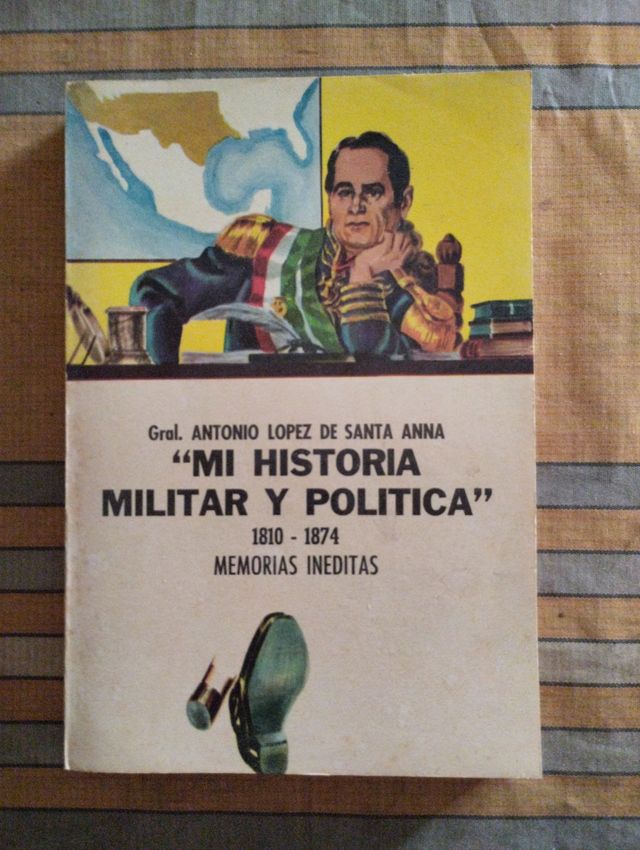 Gral. ANTONIO LOPEZ DE SANTA ANNA
"MI HISTORIA
MILITAR Y POLITICA"
1810 - 1874
MEMORIAS INEDITAS